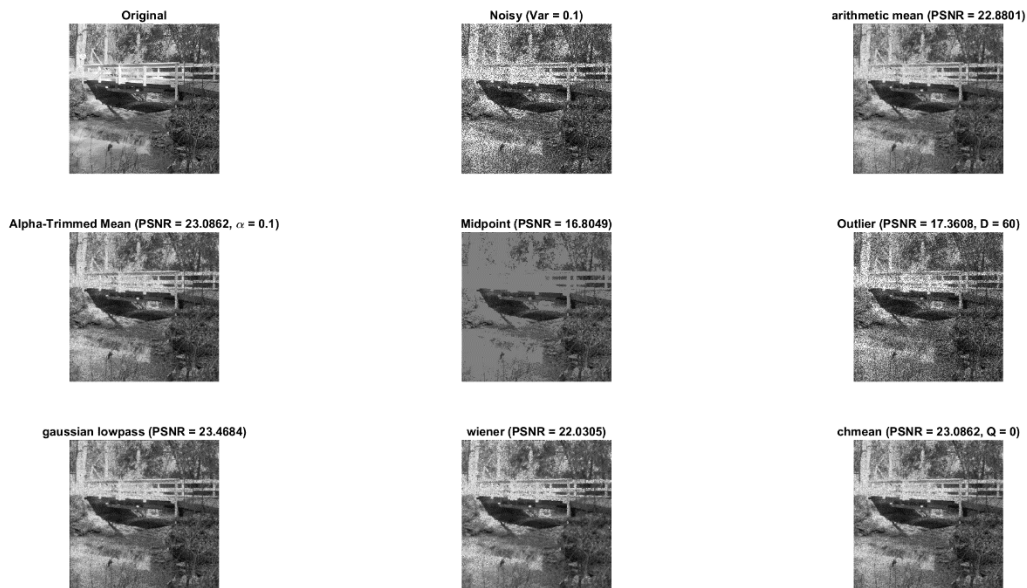 Original
Noisy (Var = 0.1)
arithmetic mean (PSNR = 22.8801)
Alpha-Trimmed Mean (PSNR = 23.0862, α = 0.1)
Midpoint (PSNR = 16.8049)
Outlier (PSNR = 17.3608, D = 60)
gaussian lowpass (PSNR = 23.4684)
wiener (PSNR = 22.0305)
chmean (PSNR = 23.0862, Q = 0)